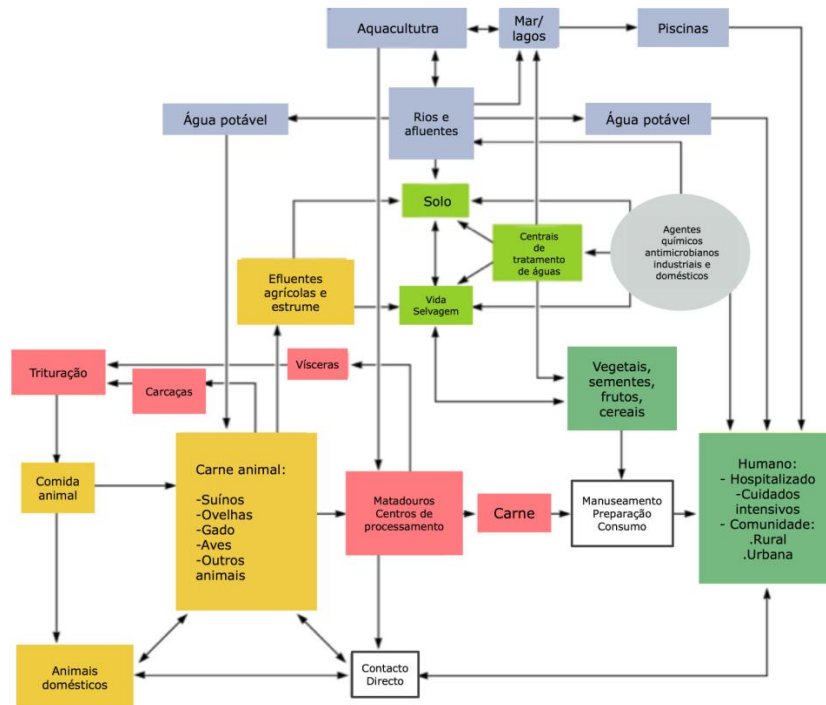 Aquacultutra
Mar/
lagos
Piscinas
Água potável
Rios e
afluentes
Água potável
Solo
Centrais
de
tratamento
de águas
Agentes
químicos
antimicrobianos
industriais e
domésticos
Efluentes
agrícolas e
estrume
Vida
Selvagem
Trituração
Vísceras
Carcaças
Vegetais,
sementes,
frutos,
cereais
Comida
animal
Carne animal:
-Suínos
-Ovelhas
-Gado
-Aves
-Outros
animais
Matadouros
Centros de
processamento
Carne
Manuseamento
Preparação
Consumo
Humano:
- Hospitalizado
-Cuidados
intensivos
- Comunidade:
.Rural
.Urbana
Animais
domésticos
Contacto
Directo